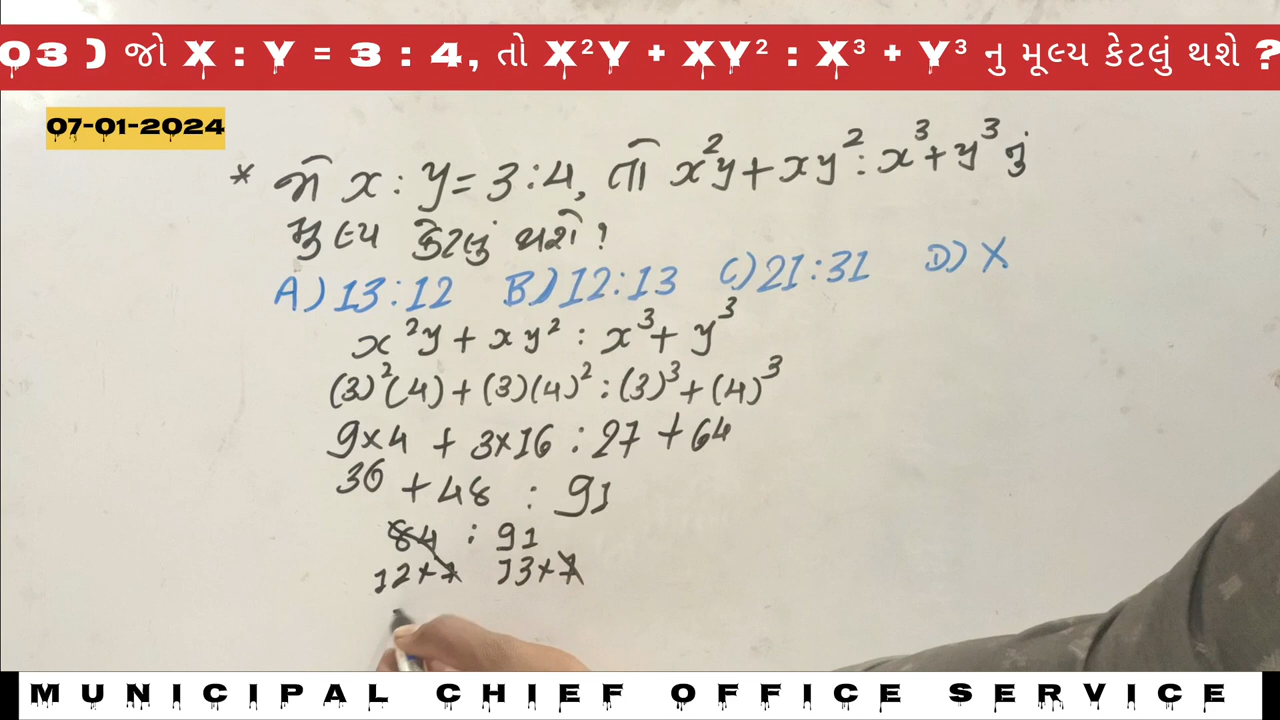 03 ) જો X : Y = 3 : 4, તો X²Y + XY² : X³ + Y³ નુ મૂલ્ય કેટલું થશે ?
07-01-2024
* જો x : y = 3 : 4, તો x²y + xy² : x³ + y³ નું
મુલ્ય કેટલું થશે ?
A) 13 : 12 B) 12 : 13 C) 21 : 31 D) X
x²y + xy² : x³ + y³
(3)²(4) + (3)(4)² : (3)³ + (4)³
9×4 + 3×16 : 27 + 64
36 + 48 : 91
84 : 91
12×7 13×7
MUNICIPAL CHIEF OFFICE SERVICE